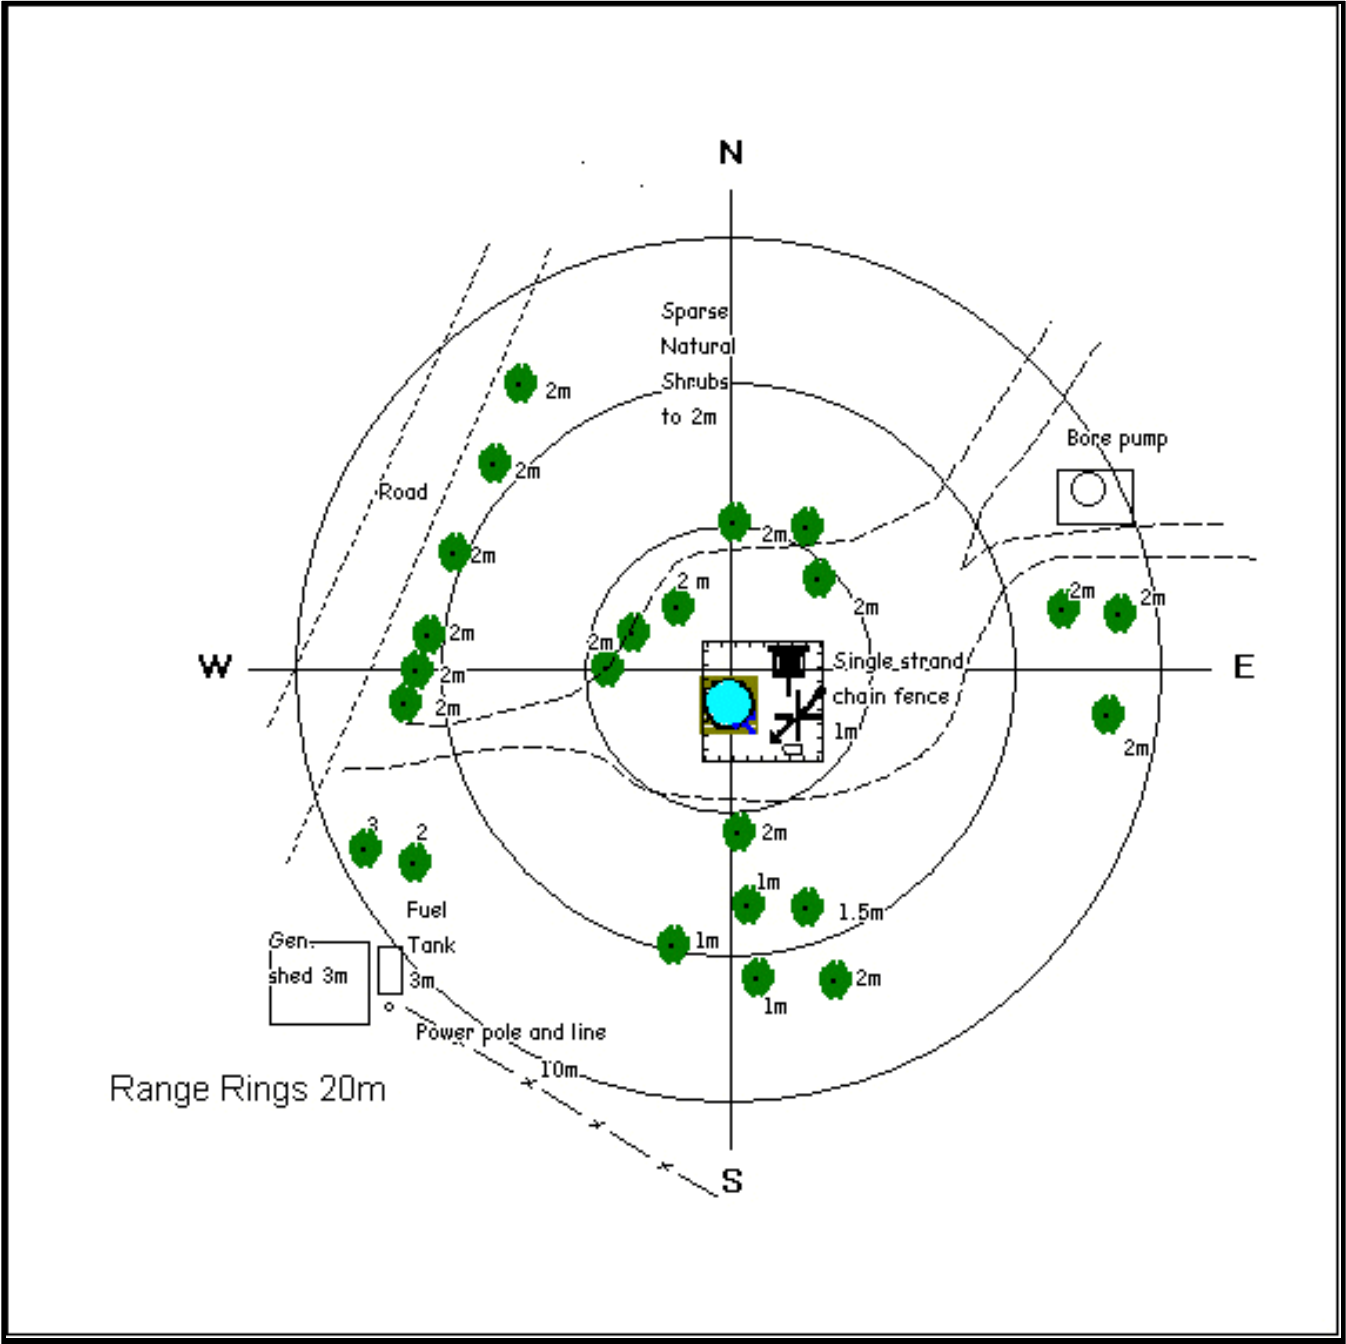 N
Sparse
Natural
Shrubs
to 2m
2m
Bore pump
2m
Road
2m
2m
2 m
2m
2m
2m
2m
2m
2m
W
E
Single strand
chain fence
2m
2m
1m
2m
3
2
2m
1m
1.5m
Fuel
Tank
3m
Gen.
shed 3m
1m
2m
1m
Power pole and line
10m
Range Rings 20m
S